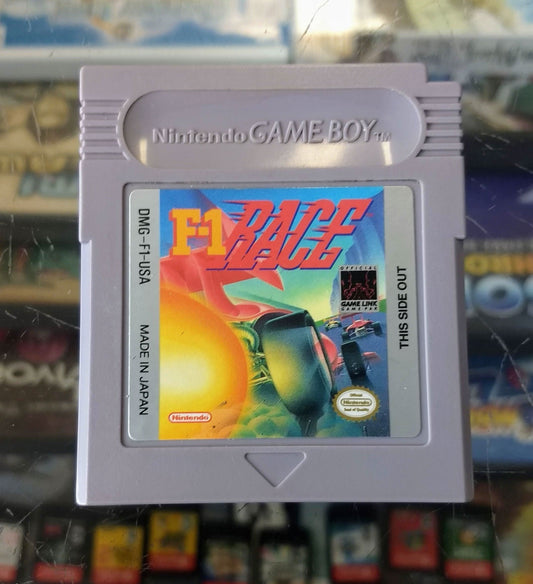 Nintendo GAME BOY TM
DMG-F1-USA
MADE IN JAPAN
F-1 RACE
OFFICIAL
GAME LINK
GAME PAK
THIS SIDE OUT
Nintendo
Official
Nintendo
Seal of Quality